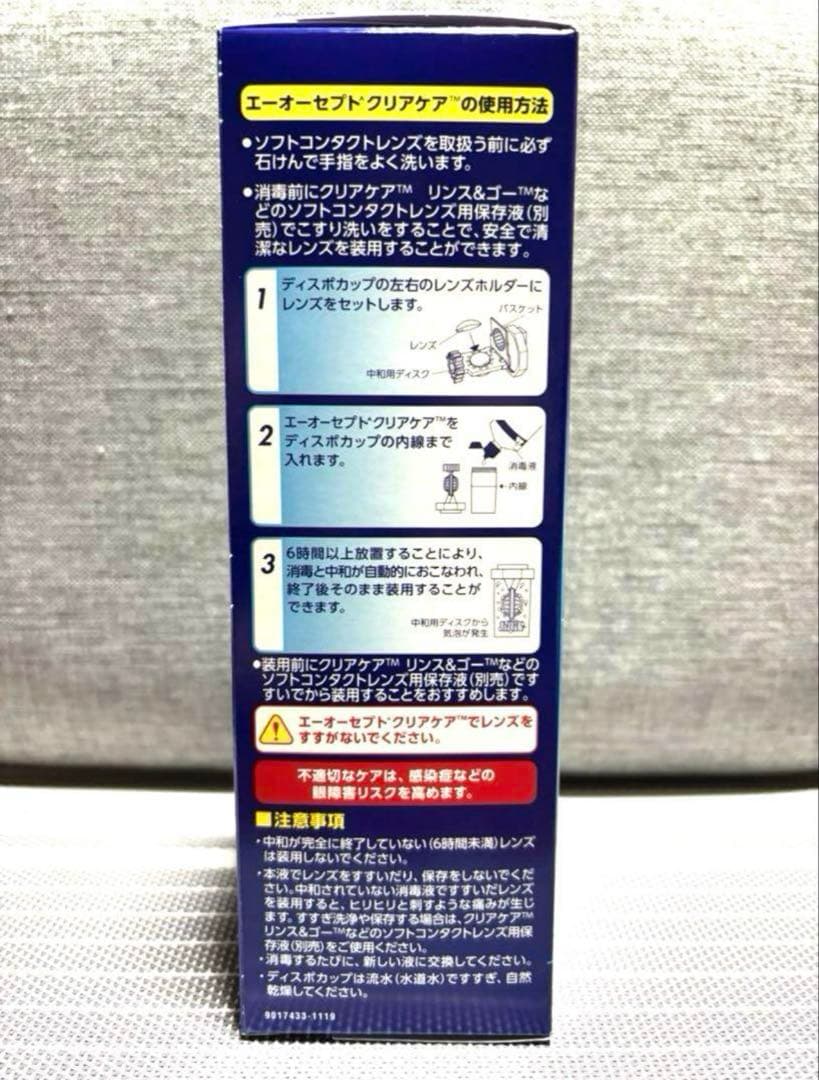 エーオーセプト®クリアケア™の使用方法
●ソフトコンタクトレンズを取扱う前に必ず
石けんで手指をよく洗います。
●消毒前にクリアケア™ リンス&ゴー™な
どのソフトコンタクトレンズ用保存液(別
売)でこすり洗いをすることで、安全で清
潔なレンズを装用することができます。
1
ディスポカップの左右のレンズホルダーに
レンズをセットします。
バスケット
レンズ
中和用ディスク
2
エーオーセプト®クリアケア™を
ディスポカップの内線まで
入れます。
消毒液
内線
3
6時間以上放置することにより、
消毒と中和が自動的におこなわれ、
終了後そのまま装用することが
できます。
中和用ディスクから
気泡が発生
●装用前にクリアケア™ リンス&ゴー™などの
ソフトコンタクトレンズ用保存液(別売)です
すいでから装用することをおすすめします。
エーオーセプト®クリアケア™でレンズを
すすがないでください。
不適切なケアは、感染症などの
眼障害リスクを高めます。
■注意事項
・中和が完全に終了していない(6時間未満)レンズ
は装用しないでください。
・本液でレンズをすすいだり、保存をしないでくだ
さい。中和されていない消毒液ですすいだレンズ
を装用すると、ヒリヒリと刺すような痛みが生じ
ます。すすぎ洗浄や保存する場合は、クリアケア™
リンス&ゴー™などのソフトコンタクトレンズ用保
存液(別売)をご使用ください。
・消毒するたびに、新しい液に交換してください。
・ディスポカップは流水(水道水)ですすぎ、自然
乾燥してください。
9017433-1119